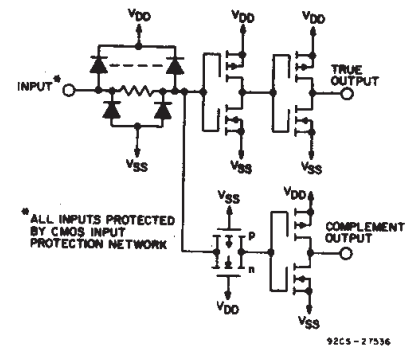 VDD
VDD
VDD
INPUT*
TRUE
OUTPUT
VSS
VSS
VSS
VSS
VDD
*ALL INPUTS PROTECTED
BY CMOS INPUT
PROTECTION NETWORK
p
n
COMPLEMENT
OUTPUT
VDD
VSS
92CS-27536